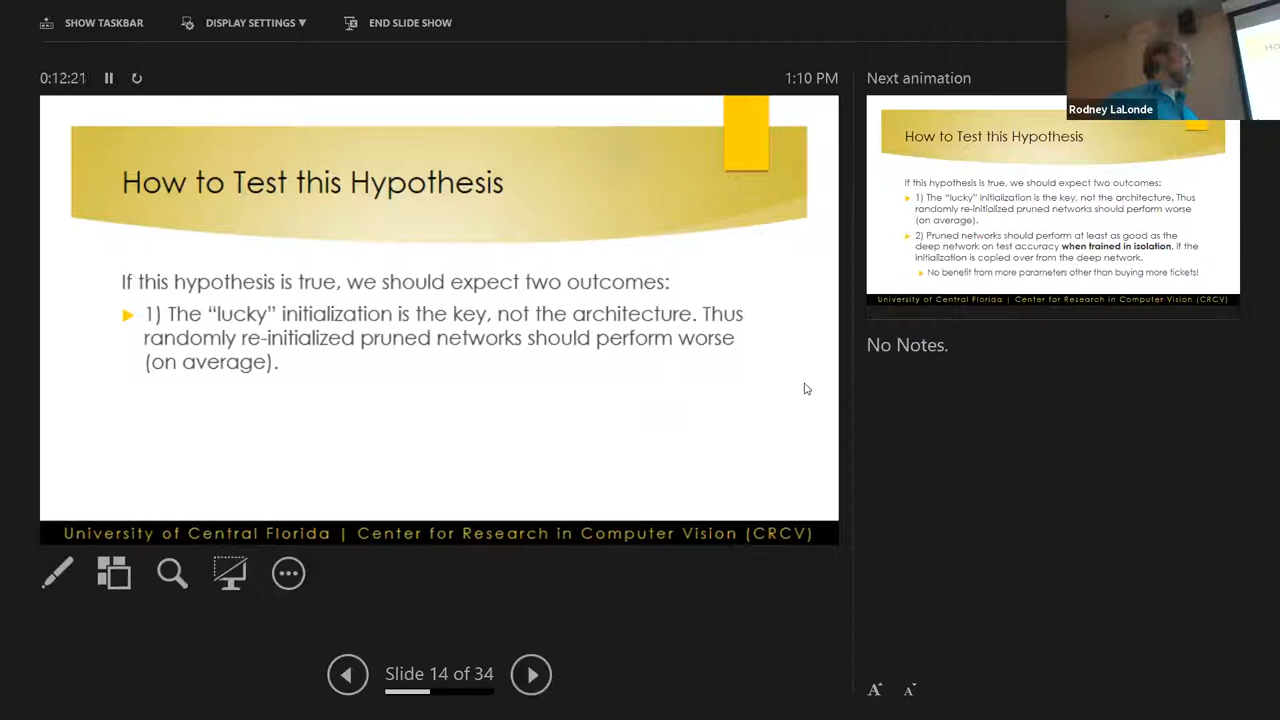 SHOW TASKBAR
DISPLAY SETTINGS ▼
END SLIDE SHOW
0:12:21
1:10 PM
How to Test this Hypothesis
If this hypothesis is true, we should expect two outcomes:
1) The “lucky” initialization is the key, not the architecture. Thus
randomly re-initialized pruned networks should perform worse
(on average).
University of Central Florida | Center for Research in Computer Vision (CRCV)
Slide 14 of 34
Next animation
Rodney LaLonde
How to Test this Hypothesis
If this hypothesis is true, we should expect two outcomes:
1) The “lucky” initialization is the key, not the architecture. Thus
randomly re-initialized pruned networks should perform worse
(on average).
2) Pruned networks should perform at least as good as the
deep network on test accuracy when trained in isolation, if the
initialization is copied over from the deep network.
No benefit from more parameters other than buying more tickets!
University of Central Florida | Center for Research in Computer Vision (CRCV)
No Notes.
A A